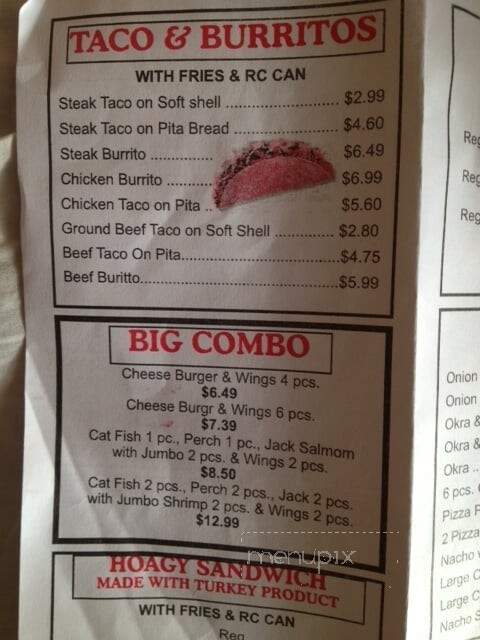 TACO & BURRITOS
WITH FRIES & RC CAN
Steak Taco on Soft shell ........................ $2.99
Steak Taco on Pita Bread ...................... $4.60
Steak Burrito ............. $6.49
Chicken Burrito ........... $6.99
Chicken Taco on Pita .. $5.60
Ground Beef Taco on Soft Shell ............. $2.80
Beef Taco On Pita...................................$4.75
Beef Buritto............................................$5.99
BIG COMBO
Cheese Burger & Wings 4 pcs.
$6.49
Cheese Burgr & Wings 6 pcs.
$7.39
Cat Fish 1 pc., Perch 1 pc., Jack Salmom
with Jumbo 2 pcs. & Wings 2 pcs.
$8.50
Cat Fish 2 pcs., Perch 2 pcs., Jack 2 pcs.
with Jumbo Shrimp 2 pcs. & Wings 2 pcs.
$12.99
menupix
HOAGY SANDWICH
MADE WITH TURKEY PRODUCT
WITH FRIES & RC CAN
Reg
Reg
Reg
Reg
Onion
Onion
Okra &
Okra &
Okra ..
6 pcs.
Pizza
2 Pizza
Nacho
Large
Large
Nacho